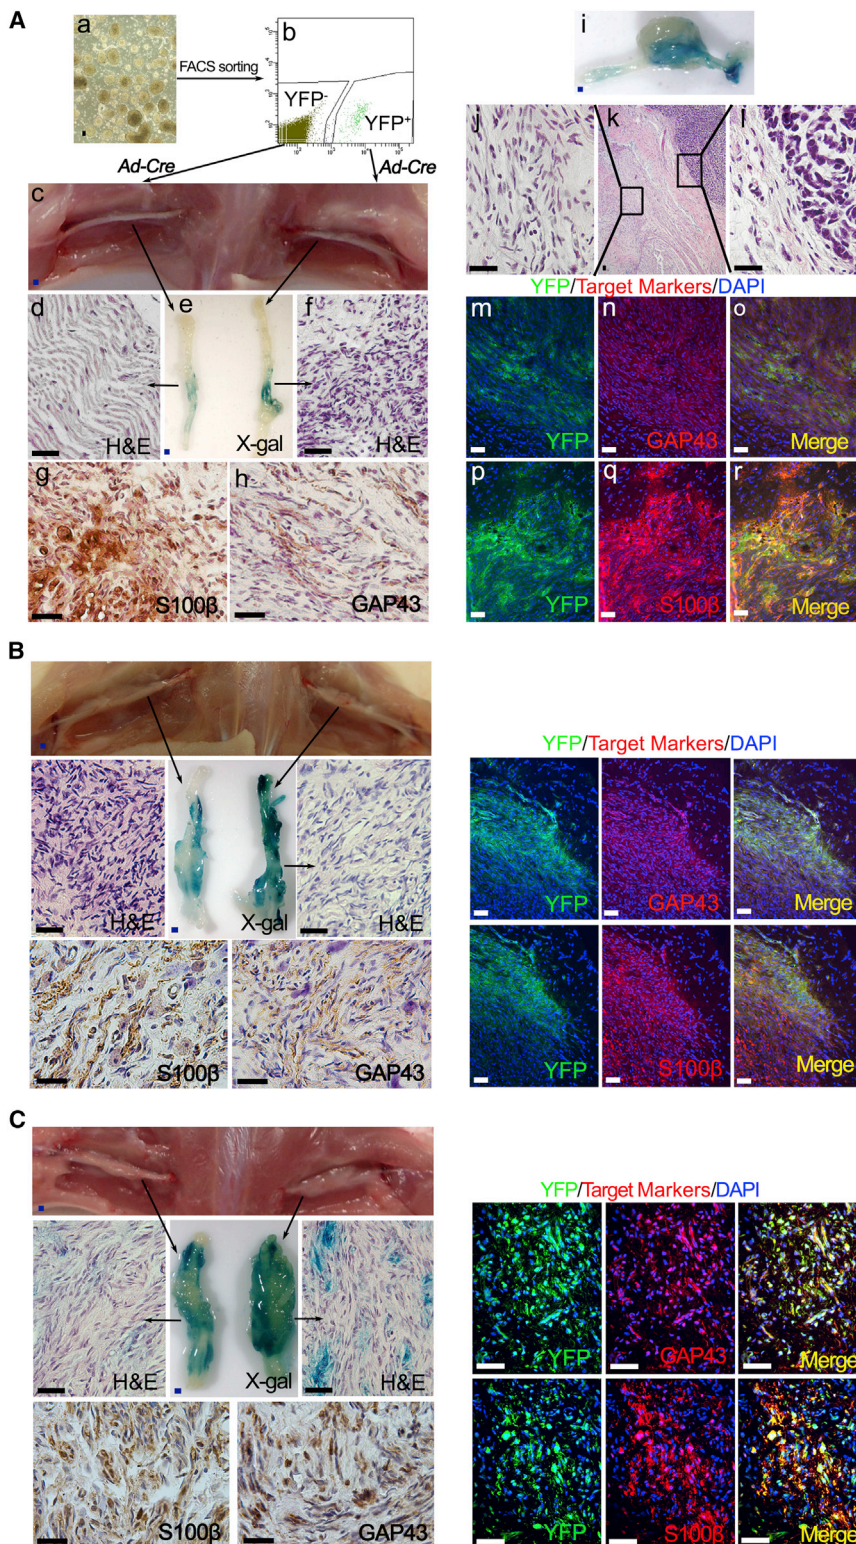 A
a
FACS sorting
b
YFP-
YFP+
Ad-Cre
Ad-Cre
c
d
H&E
e
X-gal
f
H&E
g
S100β
h
GAP43
i
j
k
l
YFP/Target Markers/DAPI
m
YFP
n
GAP43
o
Merge
p
YFP
q
S100β
r
Merge
B
H&E
X-gal
H&E
S100β
GAP43
YFP/Target Markers/DAPI
YFP
GAP43
Merge
YFP
S100β
Merge
C
H&E
X-gal
H&E
S100β
GAP43
YFP/Target Markers/DAPI
YFP
GAP43
Merge
YFP
S100β
Merge